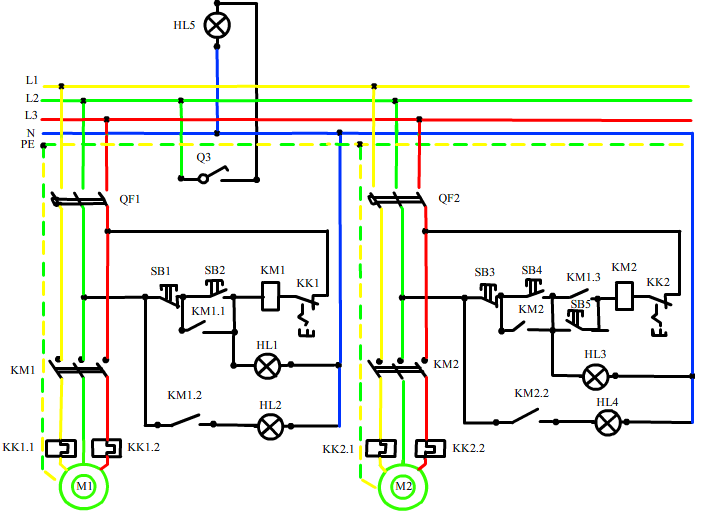 HL5
L1
L2
L3
N
PE
Q3
QF1
QF2
SB1
SB2
KM1
KK1
KM1.1
HL1
KM1
KM1.2
HL2
KK1.1
KK1.2
M1
SB3
SB4
KM1.3
KM2
KK2
KM2
SB5
HL3
KM2
KM2.2
HL4
KK2.1
KK2.2
M2